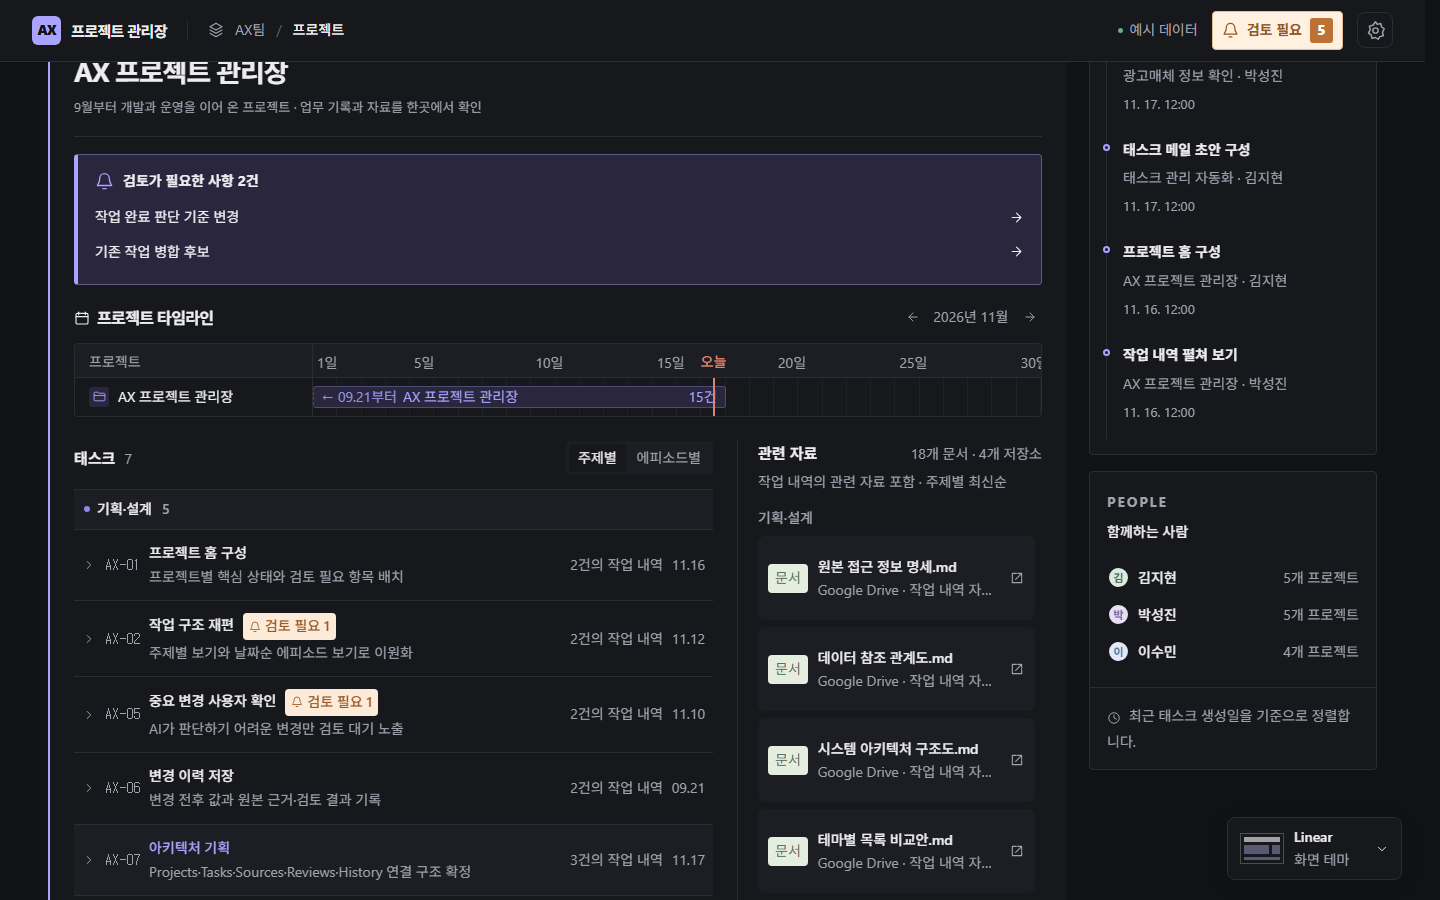 AX 프로젝트 관리장
AX팀 / 프로젝트
예시 데이터
검토 필요 5
AX 프로젝트 관리장
9월부터 개발과 운영을 이어 온 프로젝트 · 업무 기록과 자료를 한곳에서 확인
검토가 필요한 사항 2건
작업 완료 판단 기준 변경 →
기존 작업 병합 후보 →
프로젝트 타임라인
← 2026년 11월 →
프로젝트 1일 5일 10일 15일 오늘 20일 25일 30일
AX 프로젝트 관리장 ← 09.21부터 AX 프로젝트 관리장 15건
태스크 7
주제별 에피소드별
기획·설계 5
AX-01 프로젝트 홈 구성
프로젝트별 핵심 상태와 검토 필요 항목 배치
2건의 작업 내역 11.16
AX-02 작업 구조 재편 검토 필요 1
주제별 보기와 날짜순 에피소드 보기로 이원화
2건의 작업 내역 11.12
AX-05 중요 변경 사용자 확인 검토 필요 1
AI가 판단하기 어려운 변경만 검토 대기 노출
2건의 작업 내역 11.10
AX-06 변경 이력 저장
변경 전후 값과 원본 근거·검토 결과 기록
2건의 작업 내역 09.21
AX-07 아키텍처 기획
Projects·Tasks·Sources·Reviews·History 연결 구조 확정
3건의 작업 내역 11.17
관련 자료
18개 문서 · 4개 저장소
작업 내역의 관련 자료 포함 · 주제별 최신순
기획·설계
문서 원본 접근 정보 명세.md
Google Drive · 작업 내역 자...
문서 데이터 참조 관계도.md
Google Drive · 작업 내역 자...
문서 시스템 아키텍처 구조도.md
Google Drive · 작업 내역 자...
문서 테마별 목록 비교안.md
Google Drive · 작업 내역 자...
광고매체 정보 확인 · 박성진
11. 17. 12:00
태스크 메일 초안 구성
태스크 관리 자동화 · 김지현
11. 17. 12:00
프로젝트 홈 구성
AX 프로젝트 관리장 · 김지현
11. 16. 12:00
작업 내역 펼쳐 보기
AX 프로젝트 관리장 · 박성진
11. 16. 12:00
PEOPLE
함께하는 사람
김 김지현 5개 프로젝트
박 박성진 5개 프로젝트
이 이수민 4개 프로젝트
최근 태스크 생성일을 기준으로 정렬합
니다.
Linear
화면 테마